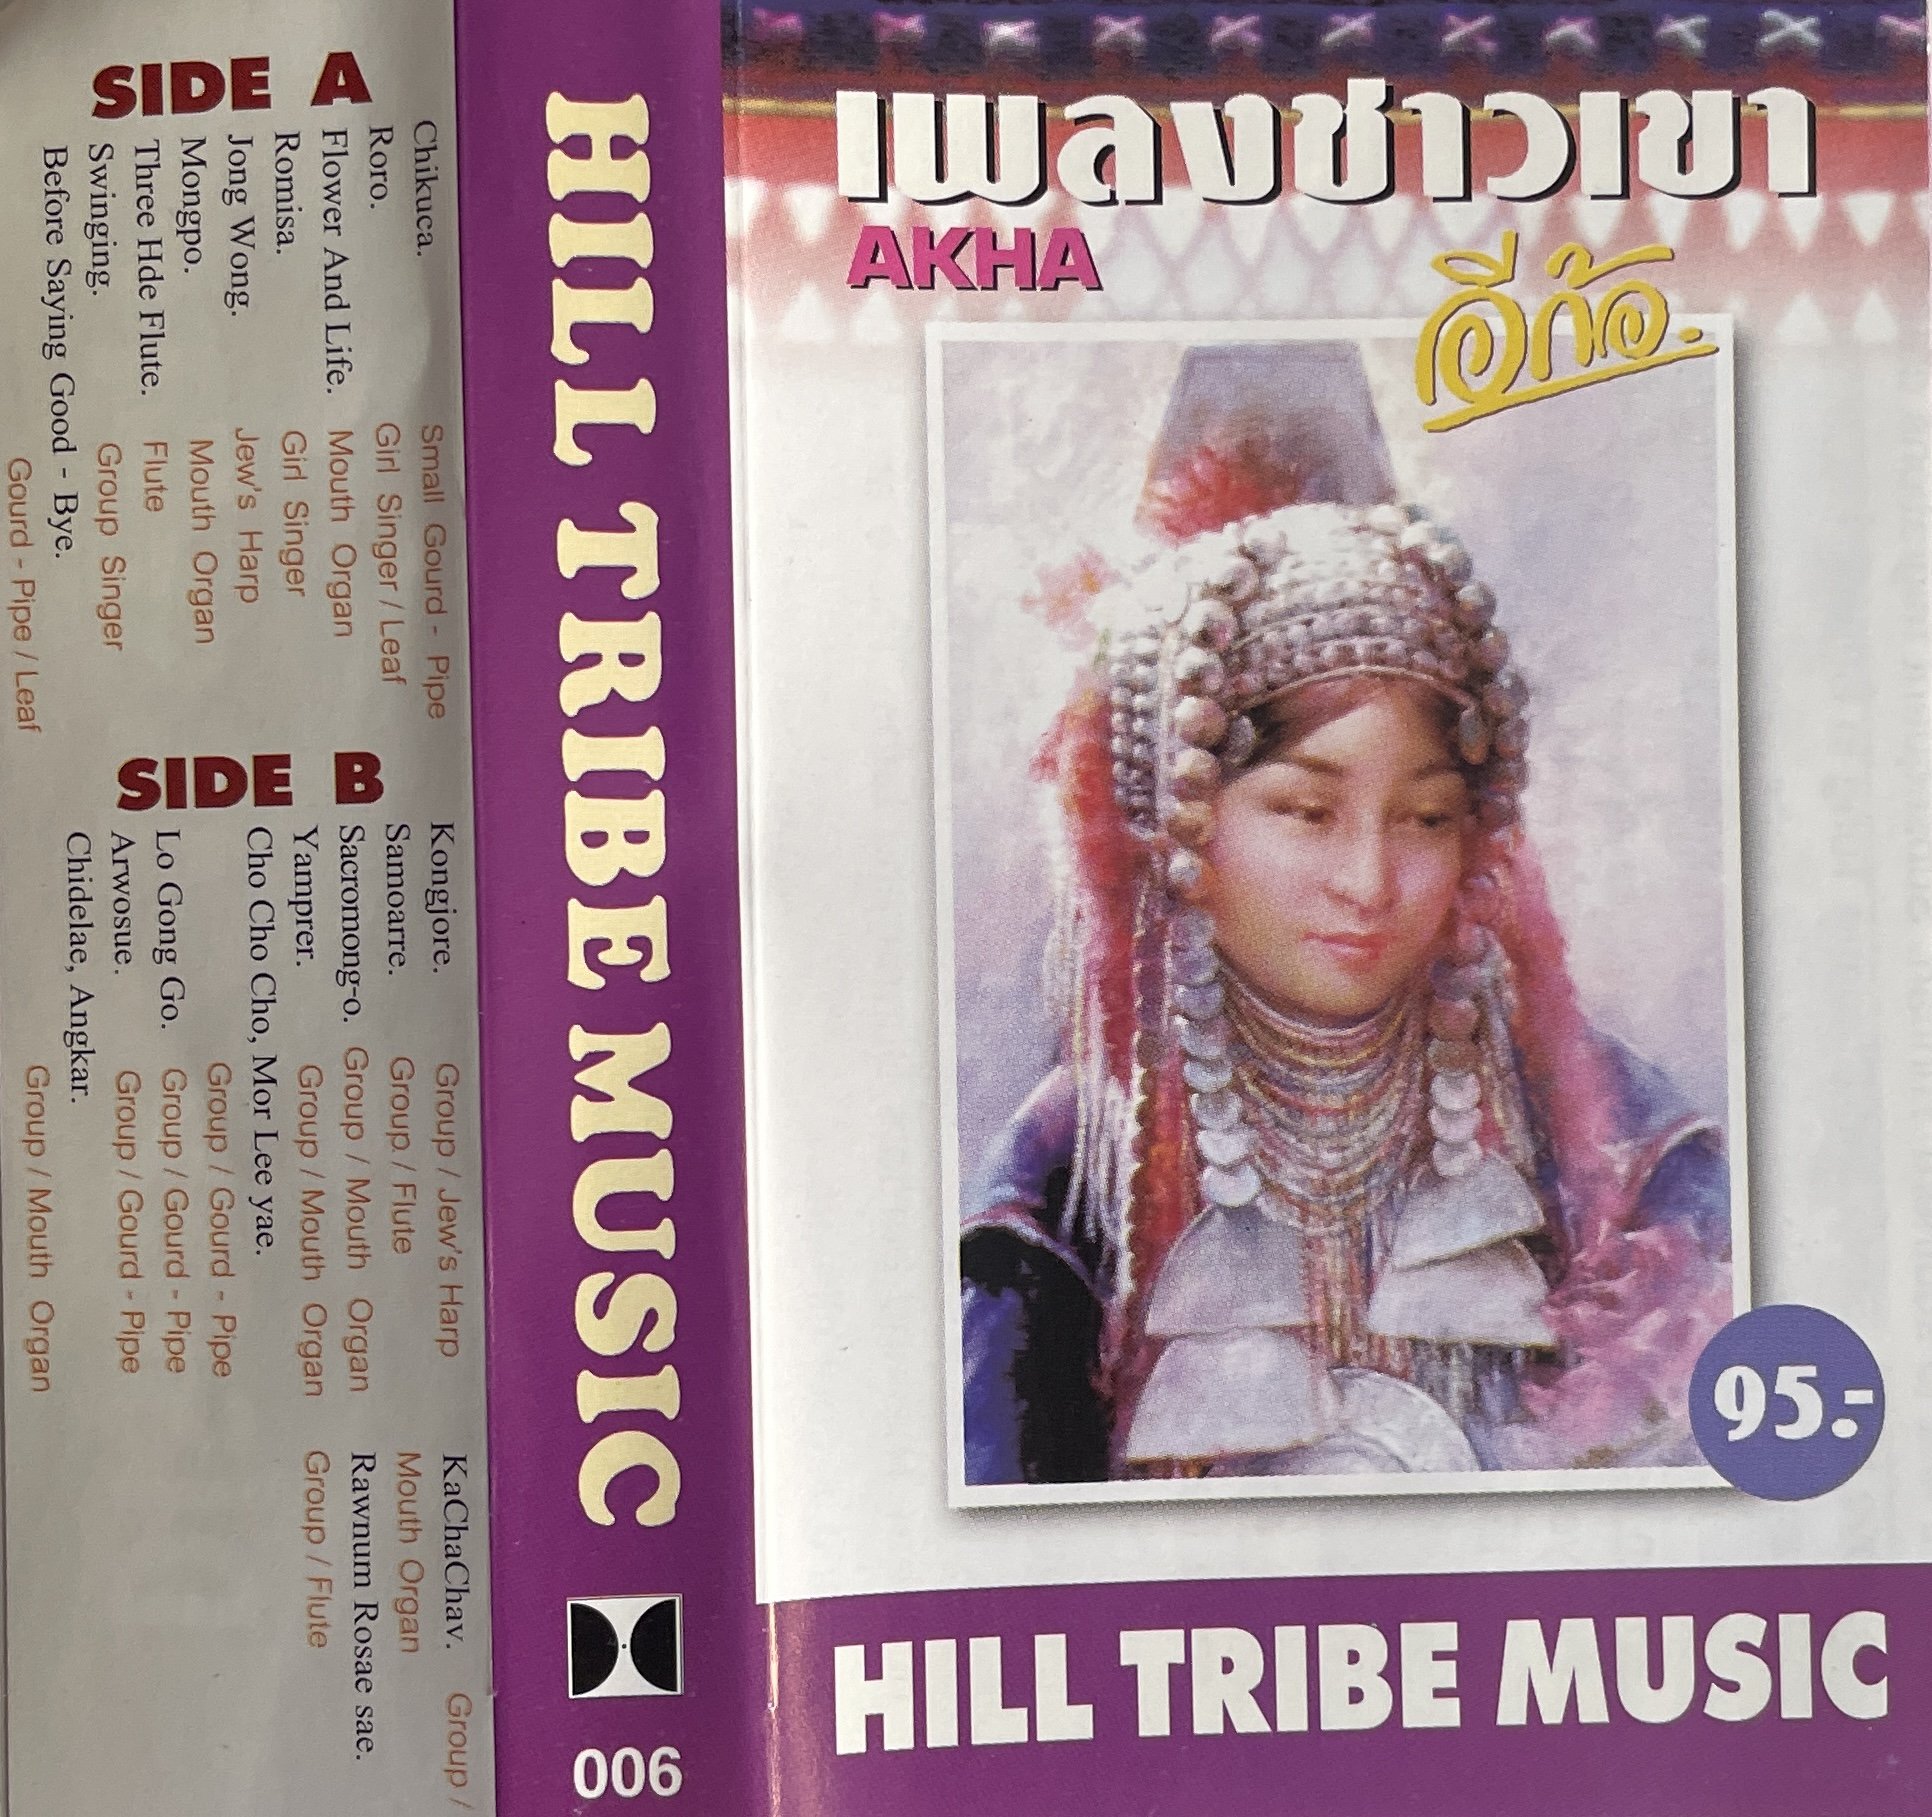 SIDE A
Chikuca. Small Gourd - Pipe
Roro. Girl Singer / Leaf
Flower And Life. Mouth Organ
Romisa. Girl Singer
Jong Wong. Jew's Harp
Mongpo. Mouth Organ
Three Hde Flute. Flute
Swinging. Group Singer
Before Saying Good - Bye.
Gourd - Pipe / Leaf
SIDE B
Kongjore. Group / Jew's Harp
Samoarre. Group / Flute
Sacromong-o. Group / Mouth Organ
Yamprer. Group / Mouth Organ
Cho Cho Cho, Mor Lee yae.
Group / Gourd - Pipe
Lo Gong Go. Group / Gourd - Pipe
Arwosue. Group / Gourd - Pipe
Chidelae, Angkar.
Group / Mouth Organ
KaChaChav. Group /
Mouth Organ
Rawnum Rosae sae.
Group / Flute
HILL TRIBE MUSIC
006
เพลงชาวเขา
AKHA
อีก้อ.
95.-
HILL TRIBE MUSIC